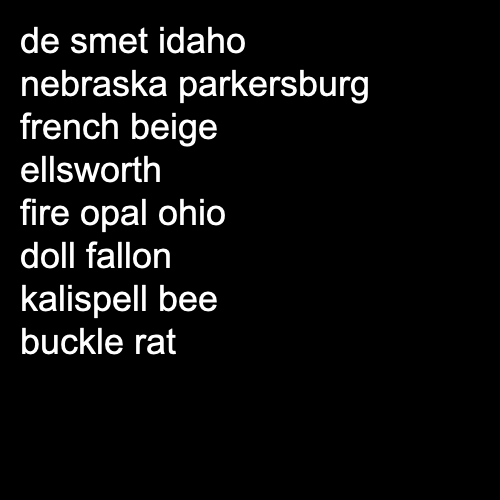 de smet idaho
nebraska parkersburg
french beige
ellsworth
fire opal ohio
doll fallon
kalispell bee
buckle rat